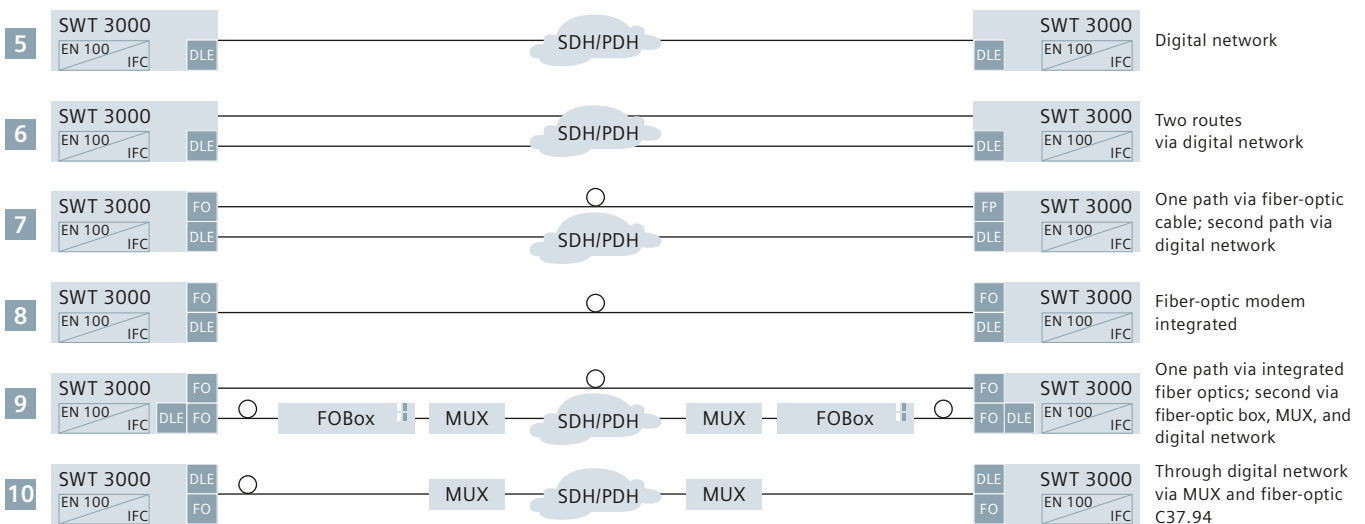 5
SWT 3000
EN 100
IFC
DLE
SDH/PDH
DLE
SWT 3000
EN 100
IFC
Digital network
6
SWT 3000
EN 100
IFC
DLE
SDH/PDH
DLE
SWT 3000
EN 100
IFC
Two routes
via digital network
7
SWT 3000
EN 100
IFC
FO
DLE
SDH/PDH
FP
DLE
SWT 3000
EN 100
IFC
One path via fiber-optic
cable; second path via
digital network
8
SWT 3000
EN 100
IFC
FO
DLE
FO
DLE
SWT 3000
EN 100
IFC
Fiber-optic modem
integrated
9
SWT 3000
EN 100
IFC
FO
DLE FO
FOBox
MUX
SDH/PDH
MUX
FOBox
FO
FO DLE
SWT 3000
EN 100
IFC
One path via integrated
fiber optics; second via
fiber-optic box, MUX, and
digital network
10
SWT 3000
EN 100
IFC
DLE
FO
MUX
SDH/PDH
MUX
DLE
FO
SWT 3000
EN 100
IFC
Through digital network
via MUX and fiber-optic
C37.94